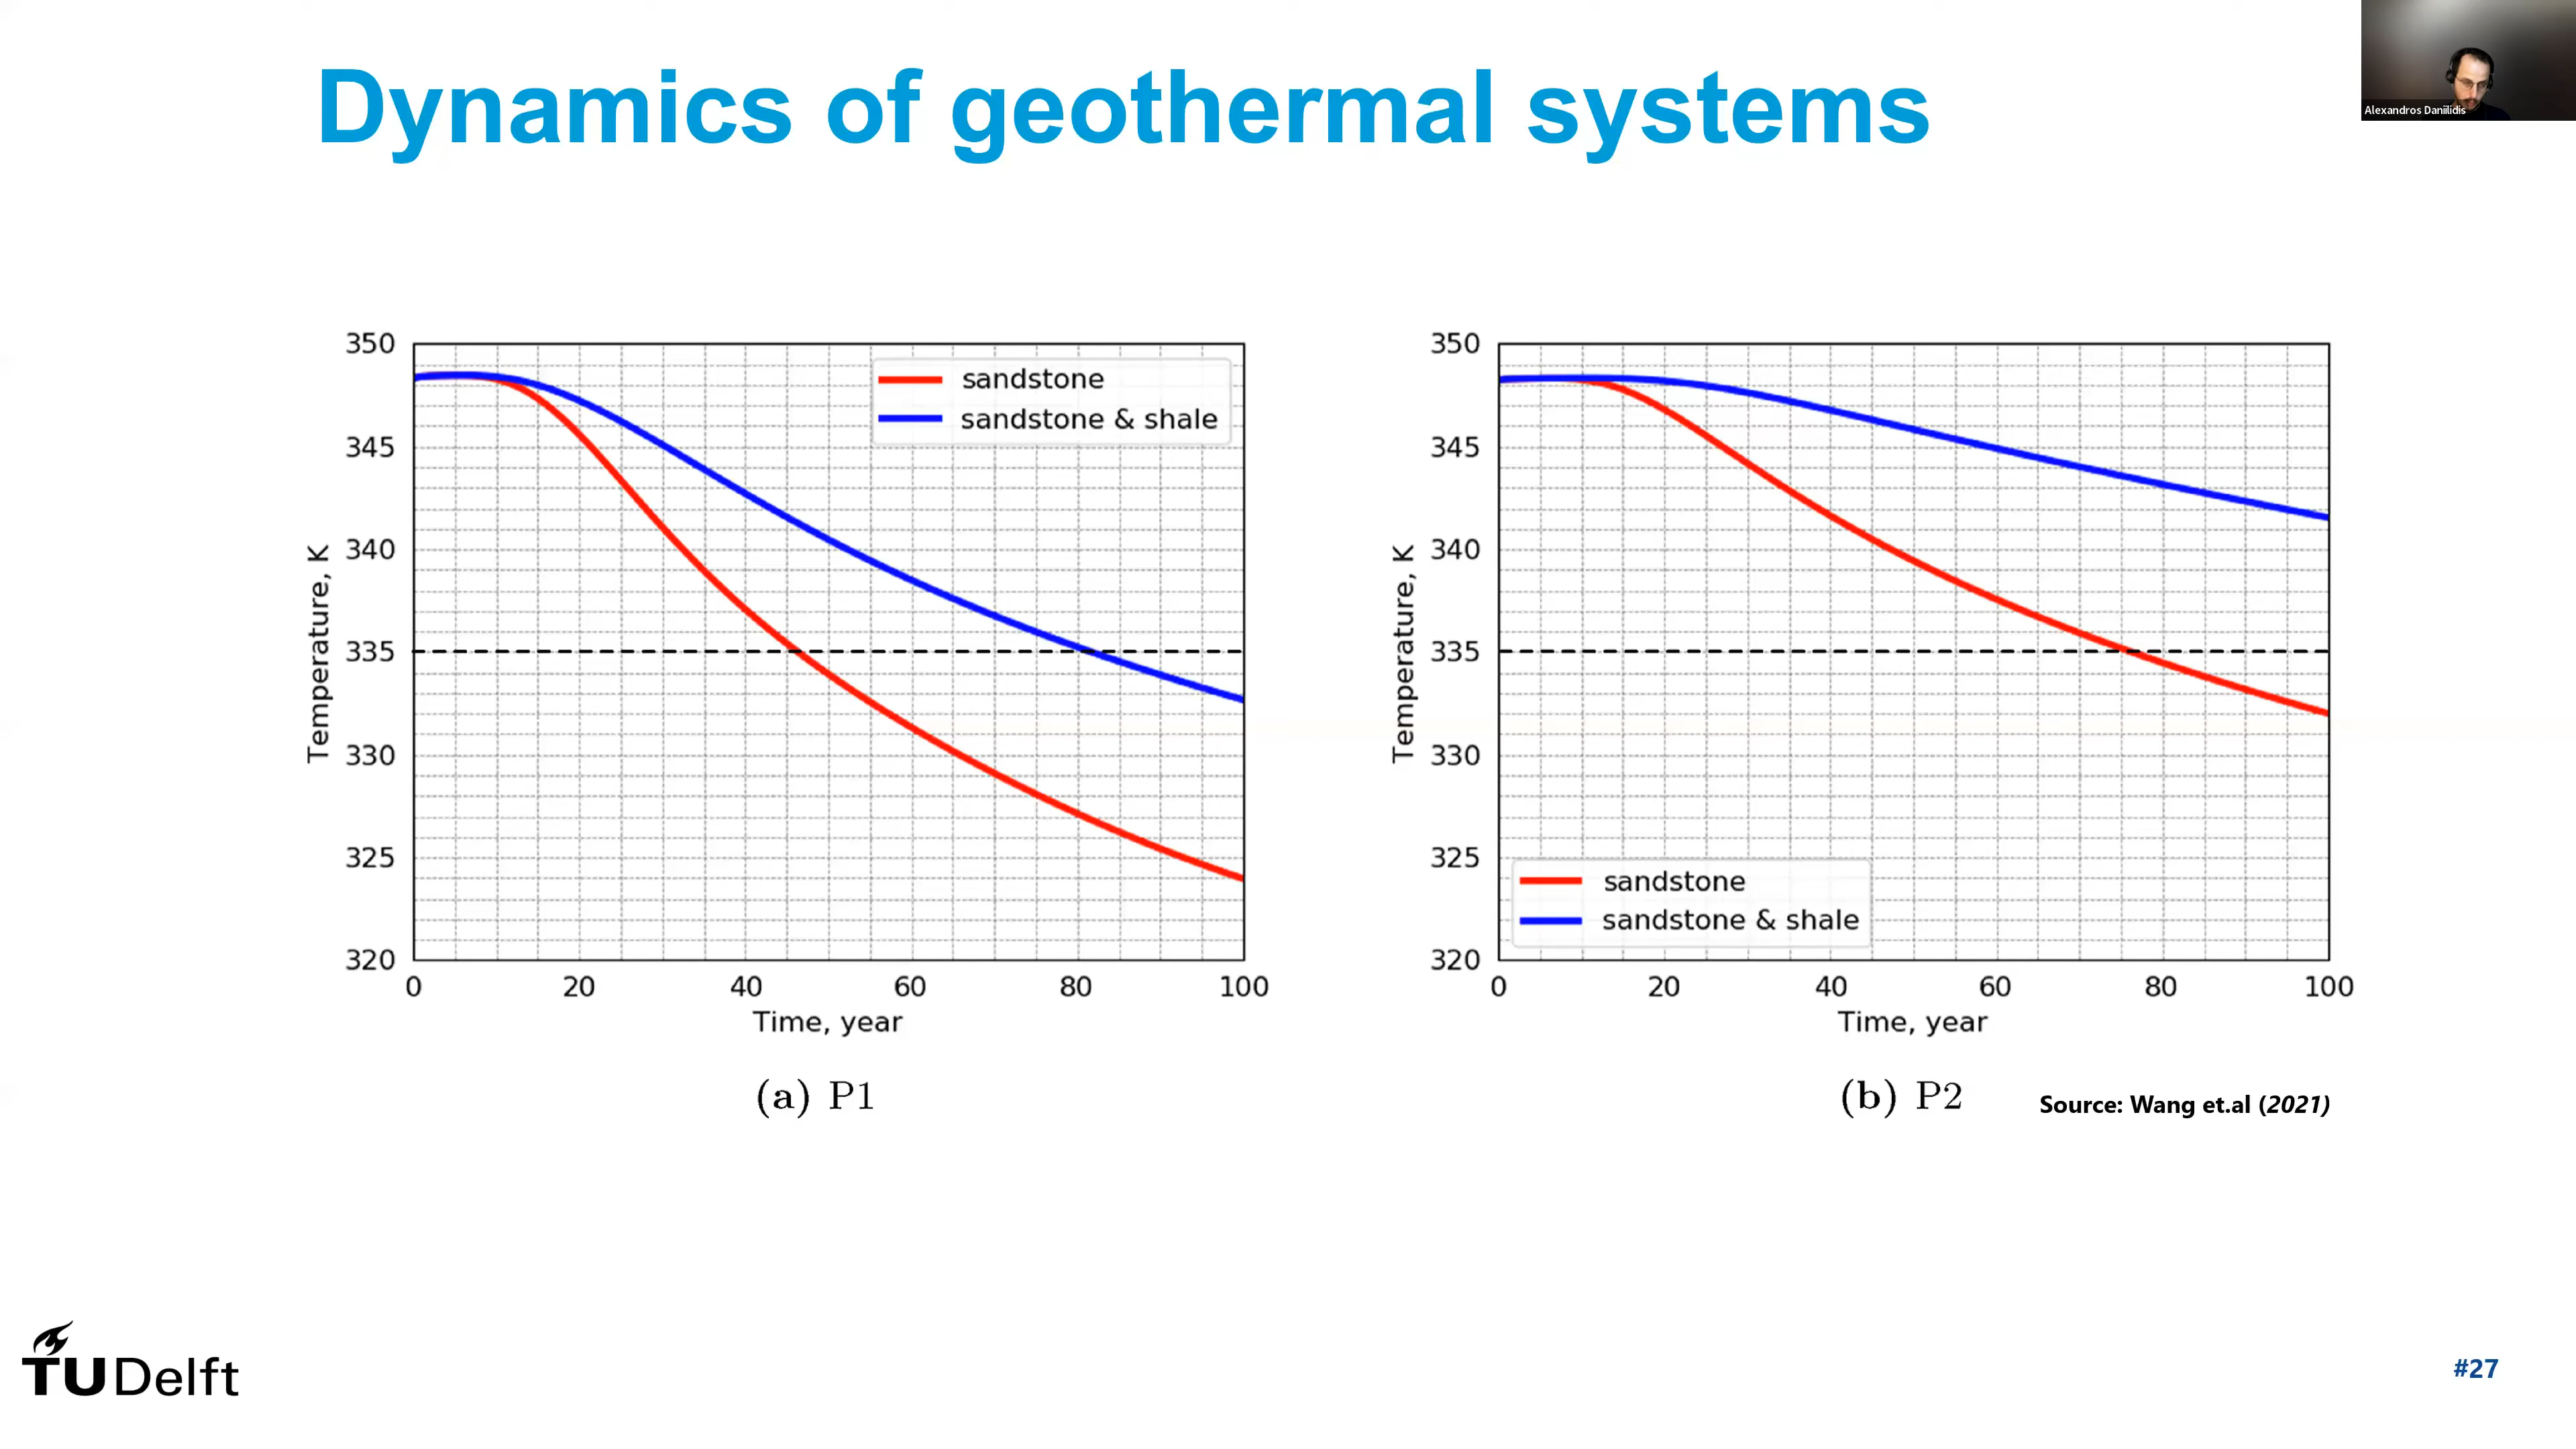 Dynamics of geothermal systems
Alexandros Daniilidis
350
345
340
335
330
325
320
Temperature, K
sandstone
sandstone & shale
0 20 40 60 80 100
Time, year
(a) P1
350
345
340
335
330
325
320
Temperature, K
sandstone
sandstone & shale
0 20 40 60 80 100
Time, year
(b) P2
Source: Wang et.al (2021)
TUDelft
#27